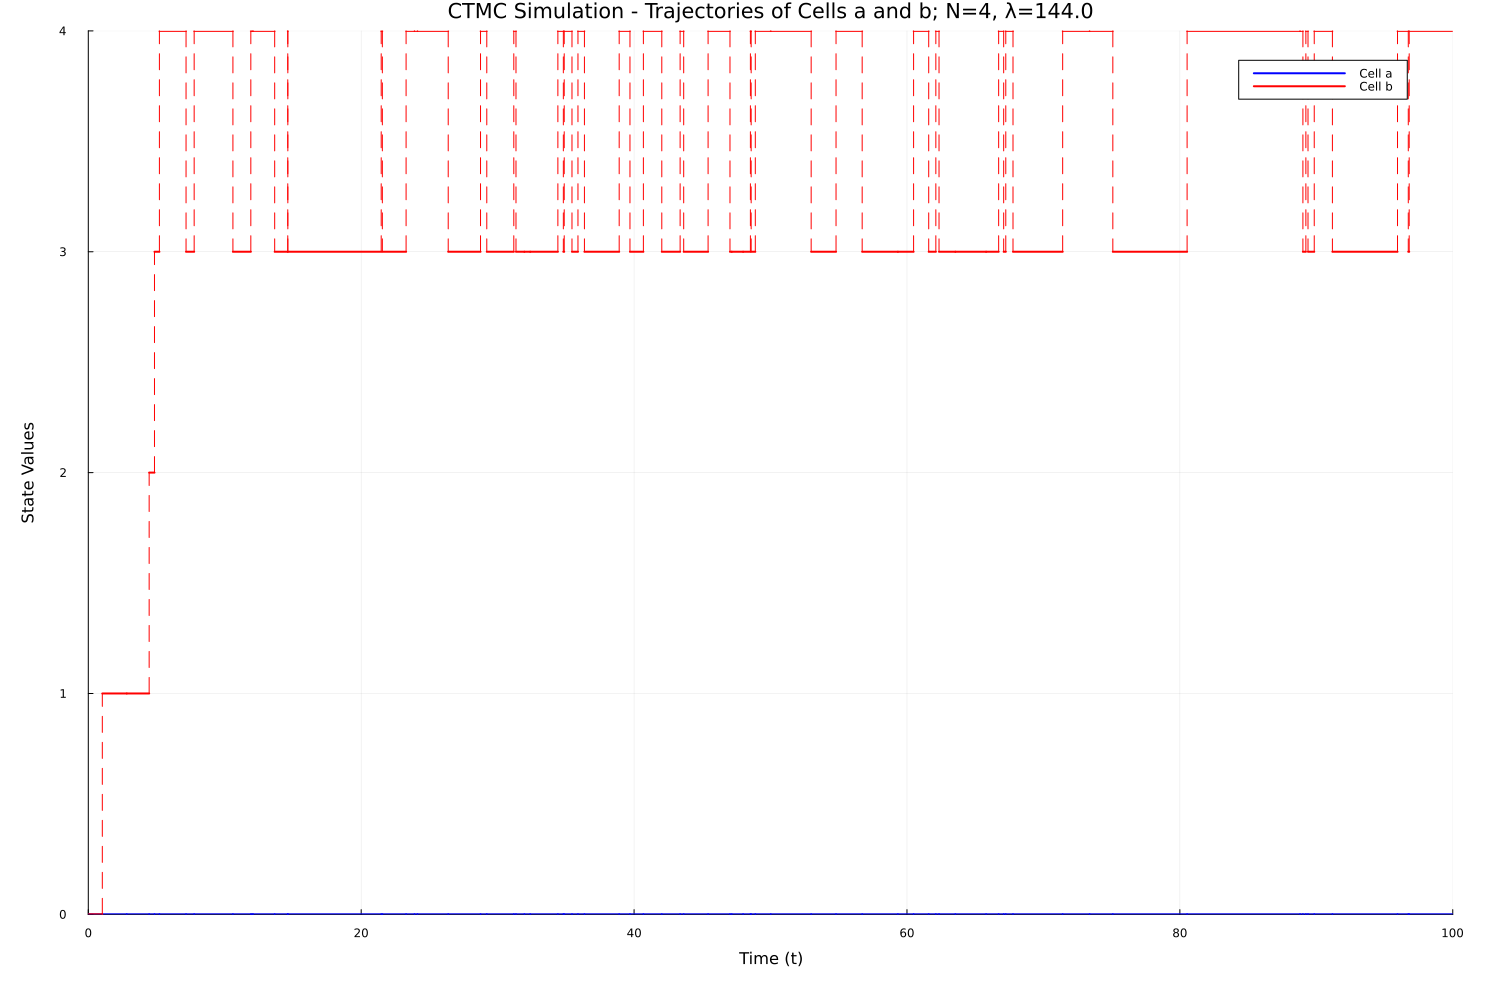 CTMC Simulation - Trajectories of Cells a and b; N=4, λ=144.0
4
Cell a
Cell b
3
State Values
2
1
0
0 20 40 60 80 100
Time (t)